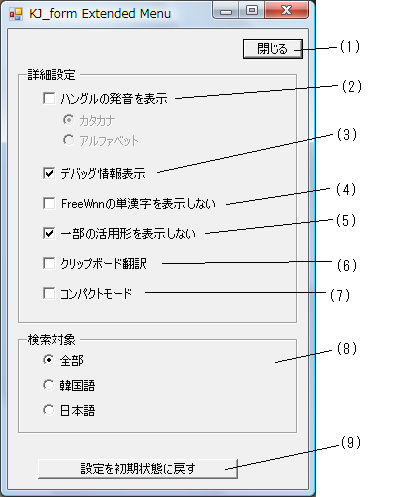 KJ_form Extended Menu
閉じる
(1)
詳細設定
ハングルの発音を表示
(2)
カタカナ
アルファベット
(3)
デバッグ情報表示
(4)
FreeWnnの単漢字を表示しない
(5)
一部の活用形を表示しない
クリップボード翻訳
(6)
コンパクトモード
(7)
検索対象
(8)
全部
韓国語
日本語
(9)
設定を初期状態に戻す